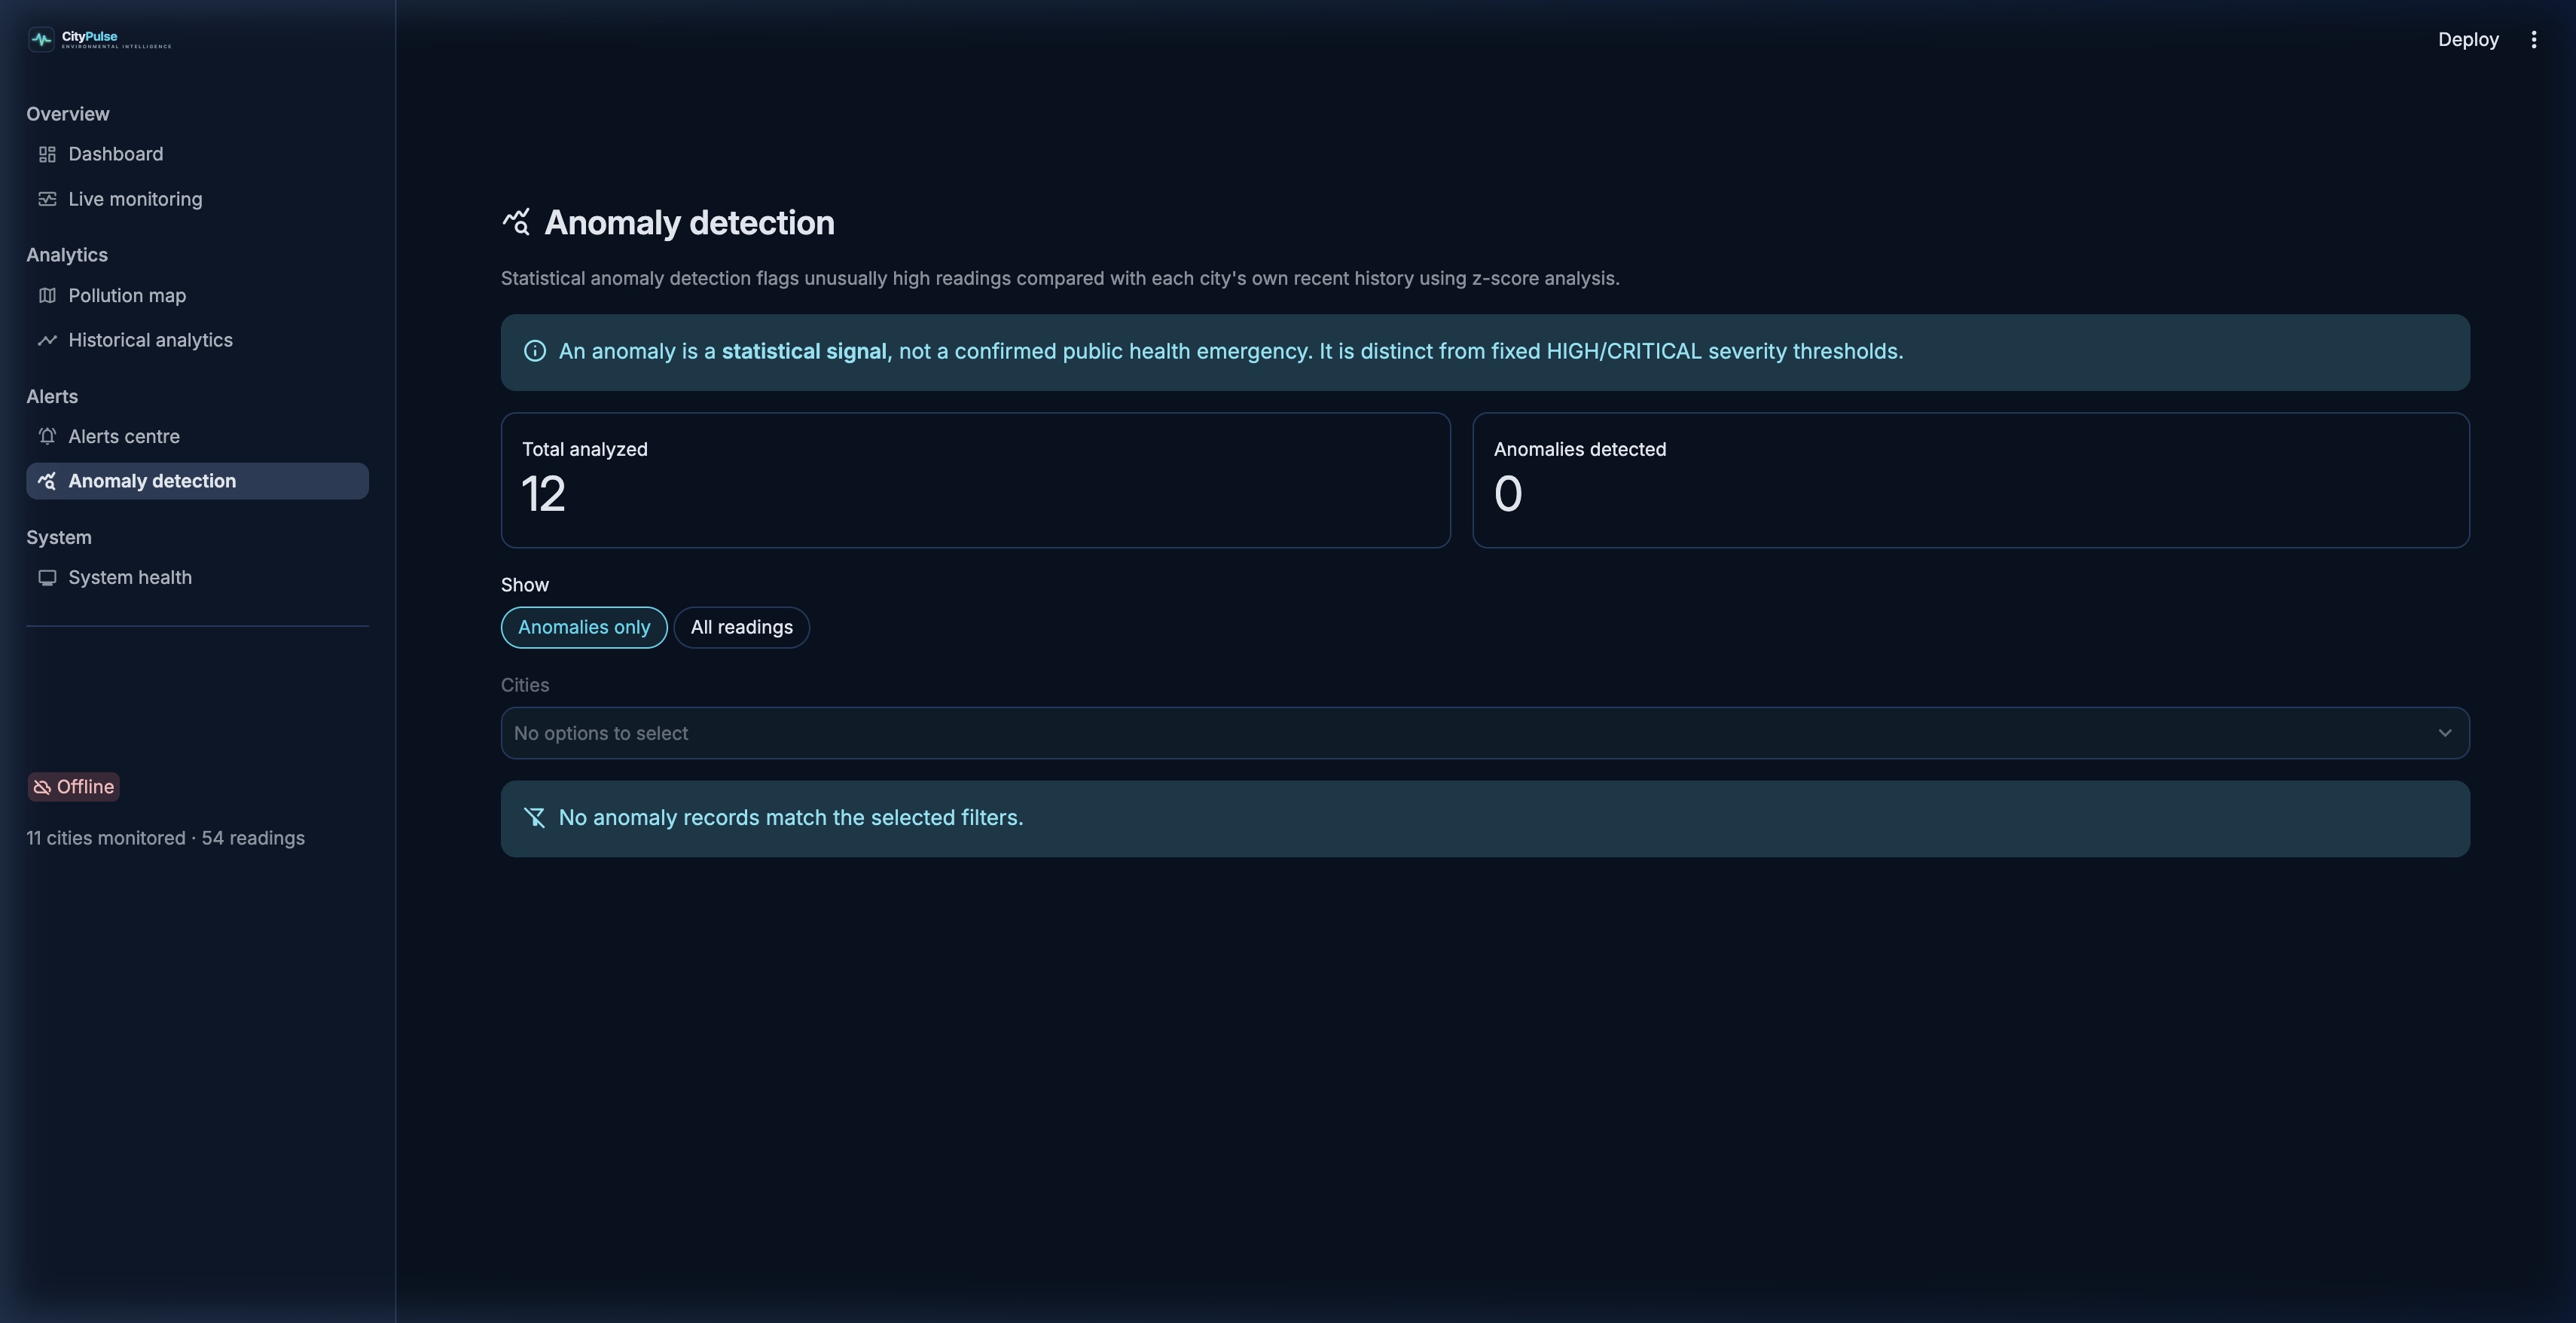 CityPulse
ENVIRONMENTAL INTELLIGENCE
Deploy
Overview
Dashboard
Live monitoring
Analytics
Pollution map
Historical analytics
Alerts
Alerts centre
Anomaly detection
System
System health
Offline
11 cities monitored · 54 readings
Anomaly detection
Statistical anomaly detection flags unusually high readings compared with each city's own recent history using z-score analysis.
An anomaly is a statistical signal, not a confirmed public health emergency. It is distinct from fixed HIGH/CRITICAL severity thresholds.
Total analyzed
12
Anomalies detected
0
Show
Anomalies only
All readings
Cities
No options to select
No anomaly records match the selected filters.